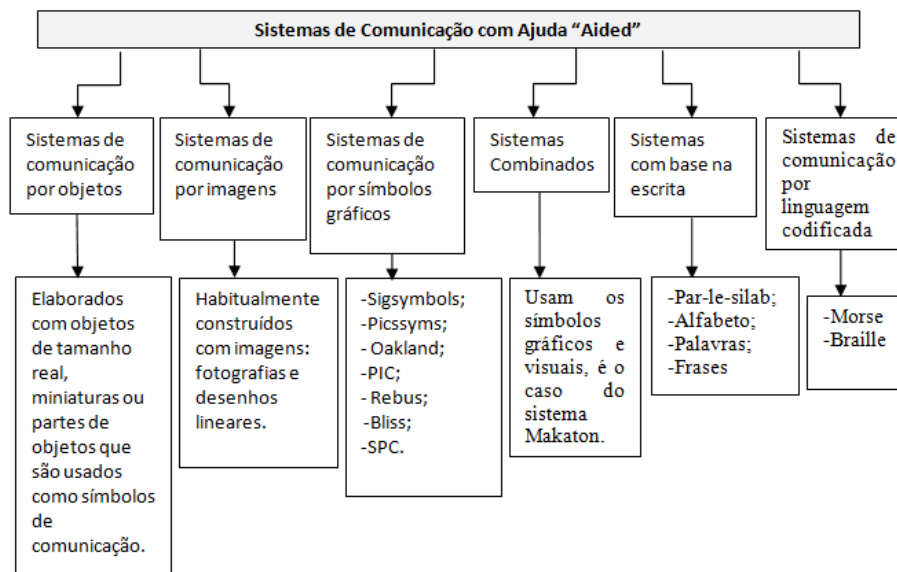 Sistemas de Comunicação com Ajuda “Aided”
Sistemas de
comunicação
por objetos
Sistemas de
comunicação
por imagens
Sistemas de
comunicação
por símbolos
gráficos
Sistemas
Combinados
Sistemas
com base na
escrita
Sistemas de
comunicação
por
linguagem
codificada
Elaborados
com objetos
de tamanho
real,
miniaturas ou
partes de
objetos que
são usados
como símbolos
de
comunicação.
Habitualmente
construídos
com imagens:
fotografias e
desenhos
lineares.
-Sigsymbols;
-Picssyms;
- Oakland;
-PIC;
- Rebus;
-Bliss;
-SPC.
Usam os
símbolos
gráficos e
visuais, é o
caso do
sistema
Makaton.
-Par-le-silab;
-Alfabeto;
-Palavras;
-Frases
-Morse
-Braille